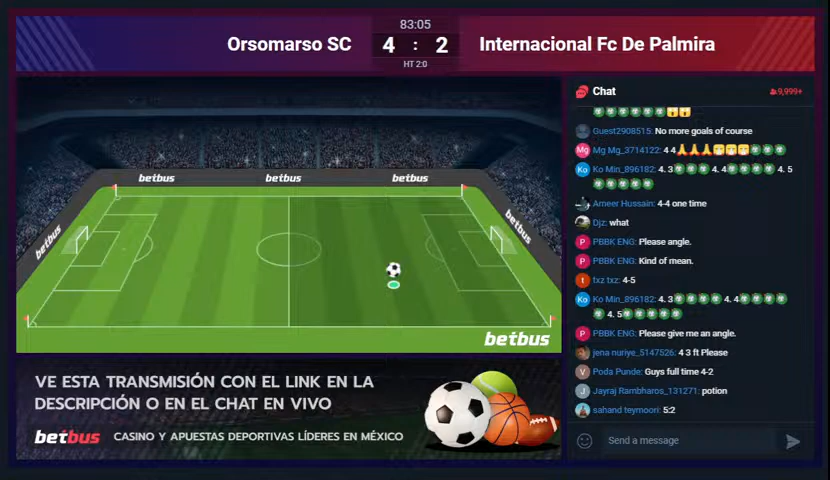 83:05
Orsomarso SC
4 : 2
Internacional Fc De Palmira
HT 2:0
Chat
9,999+
Guest2908515: No more goals of course
Mg
Mg Mg_3714122: 4 4
Ko
Ko Min_896182: 4. 3 4. 4 4. 5
Ameer Hussain: 4-4 one time
Djz: what
P
PBBK ENG: Please angle.
P
PBBK ENG: Kind of mean.
t
txz txz: 4-5
Ko
Ko Min_896182: 4. 3 4. 4
4. 5
P
PBBK ENG: Please give me an angle.
jena nuriye_5147526: 4 3 ft Please
V
Poda Punde: Guys full time 4-2
J
Jayraj Rambharos_131271: potion
sahand teymoori: 5:2
Send a message
betbus
betbus
betbus
betbus
betbus
betbus
VE ESTA TRANSMISIÓN CON EL LINK EN LA
DESCRIPCIÓN O EN EL CHAT EN VIVO
betbus CASINO Y APUESTAS DEPORTIVAS LÍDERES EN MÉXICO